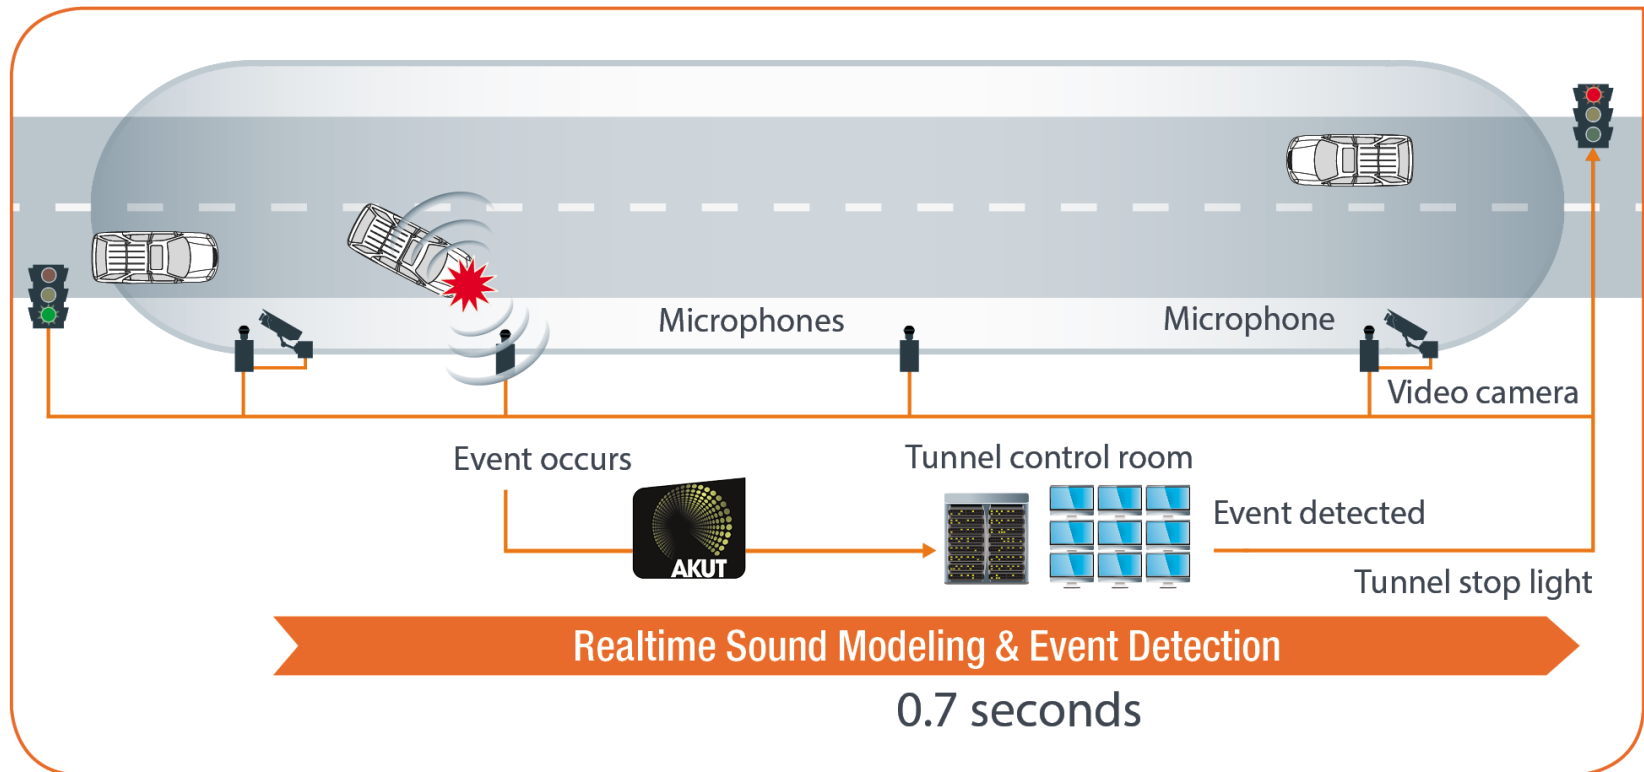 Microphones
Microphone
Video camera
Event occurs
Tunnel control room
AKUT
Event detected
Tunnel stop light
Realtime Sound Modeling & Event Detection
0.7 seconds